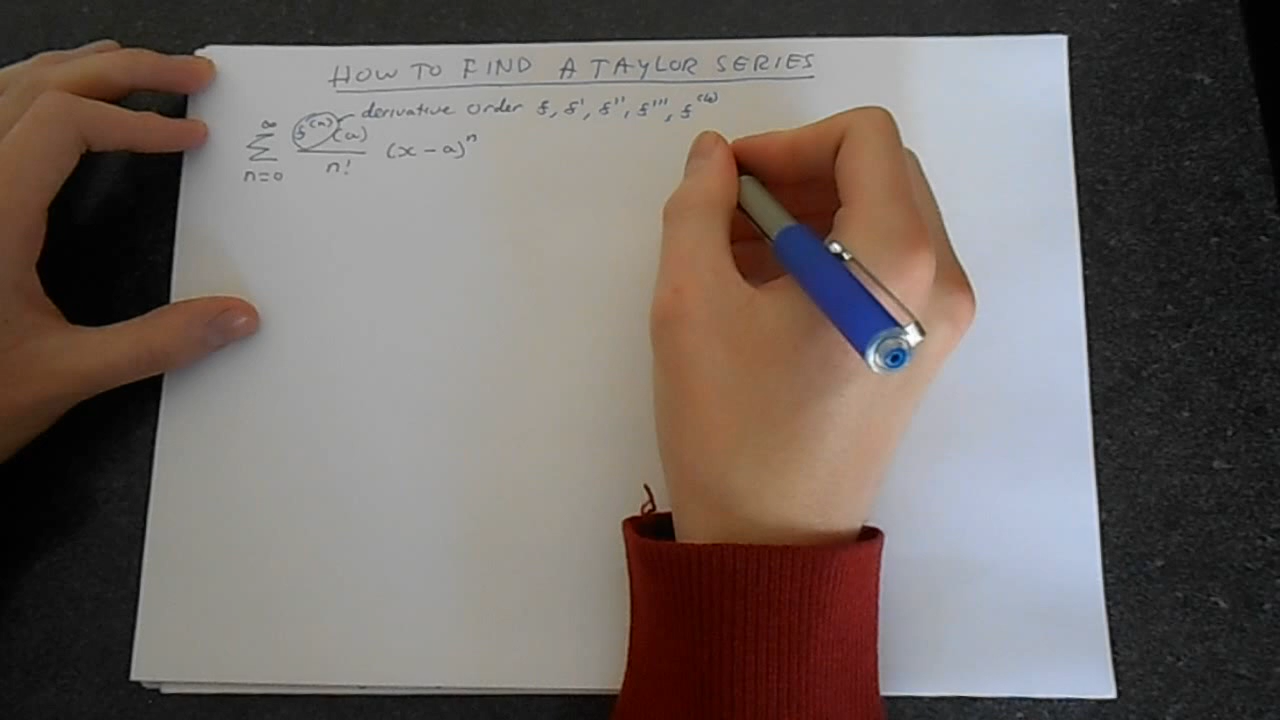 HOW TO FIND A TAYLOR SERIES
derivative order f, f', f'', f''', f⁽⁴⁾
∞
∑ f⁽ⁿ⁾(a) / n! (x - a)ⁿ
n=0